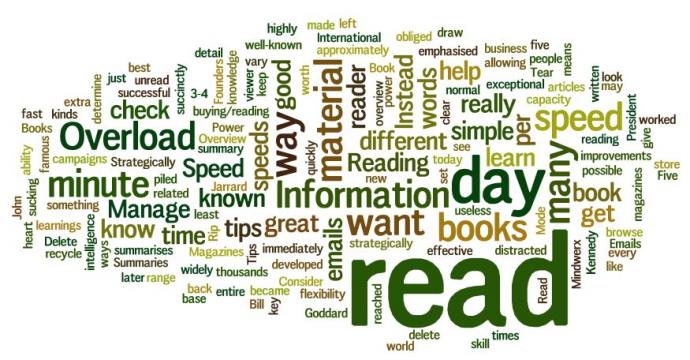 highly
made
left
International
obliged
draw
well-known
approximately
emphasised
business
five
best
detail
Founders
knowledge
vary
keep
good
worth
material
Book
overview
power
Instead
words
help
allowing
people
Tear
means
just
unread
successful
succinctly
viewer
reader
clear
normal
exceptional
articles
written
look
may
determine
extra
3-4
check
buying/reading
way
quickly
really
capacity
fast
kinds
Books
Overload
Power
Overview
summary
speeds
different
simple
per
speed
President
worked
give
ability
famous
campaigns
Strategically
Speed
Jarrard
new
Reading
today
see
learn
many
reading
improvements
possible
store
Five
minute
piled
related
known
Information
set
day
book
magazines
sucking
something
Manage
least
want
books
useless
Mode
get
John
heart
learnings
intelligence
know
time
Rip
tips
great
emails
strategically
effective
distracted
browse
Emails
Kennedy
Mindwerx
Delete
recycle
ways
summarises
Summaries
Magazines
Tips
immediately
read
Read
every
like
later
range
widely
thousands
developed
Consider
flexibility
reached
back
base
entire
became
Bill
key
Goddard
delete
times
world
skill